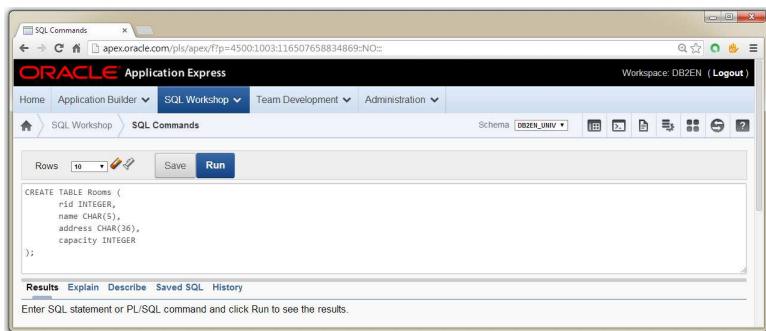 SQL Commands
apex.oracle.com/pls/apex/f?p=4500:1003:116507658834869::NO:::
ORACLE Application Express
Workspace: DB2EN (Logout)
Home Application Builder SQL Workshop Team Development Administration
SQL Workshop SQL Commands
Schema DB2EN_UNIV
Rows 10 Save Run
CREATE TABLE Rooms (
rid INTEGER,
name CHAR(5),
address CHAR(36),
capacity INTEGER
);
Results Explain Describe Saved SQL History
Enter SQL statement or PL/SQL command and click Run to see the results.